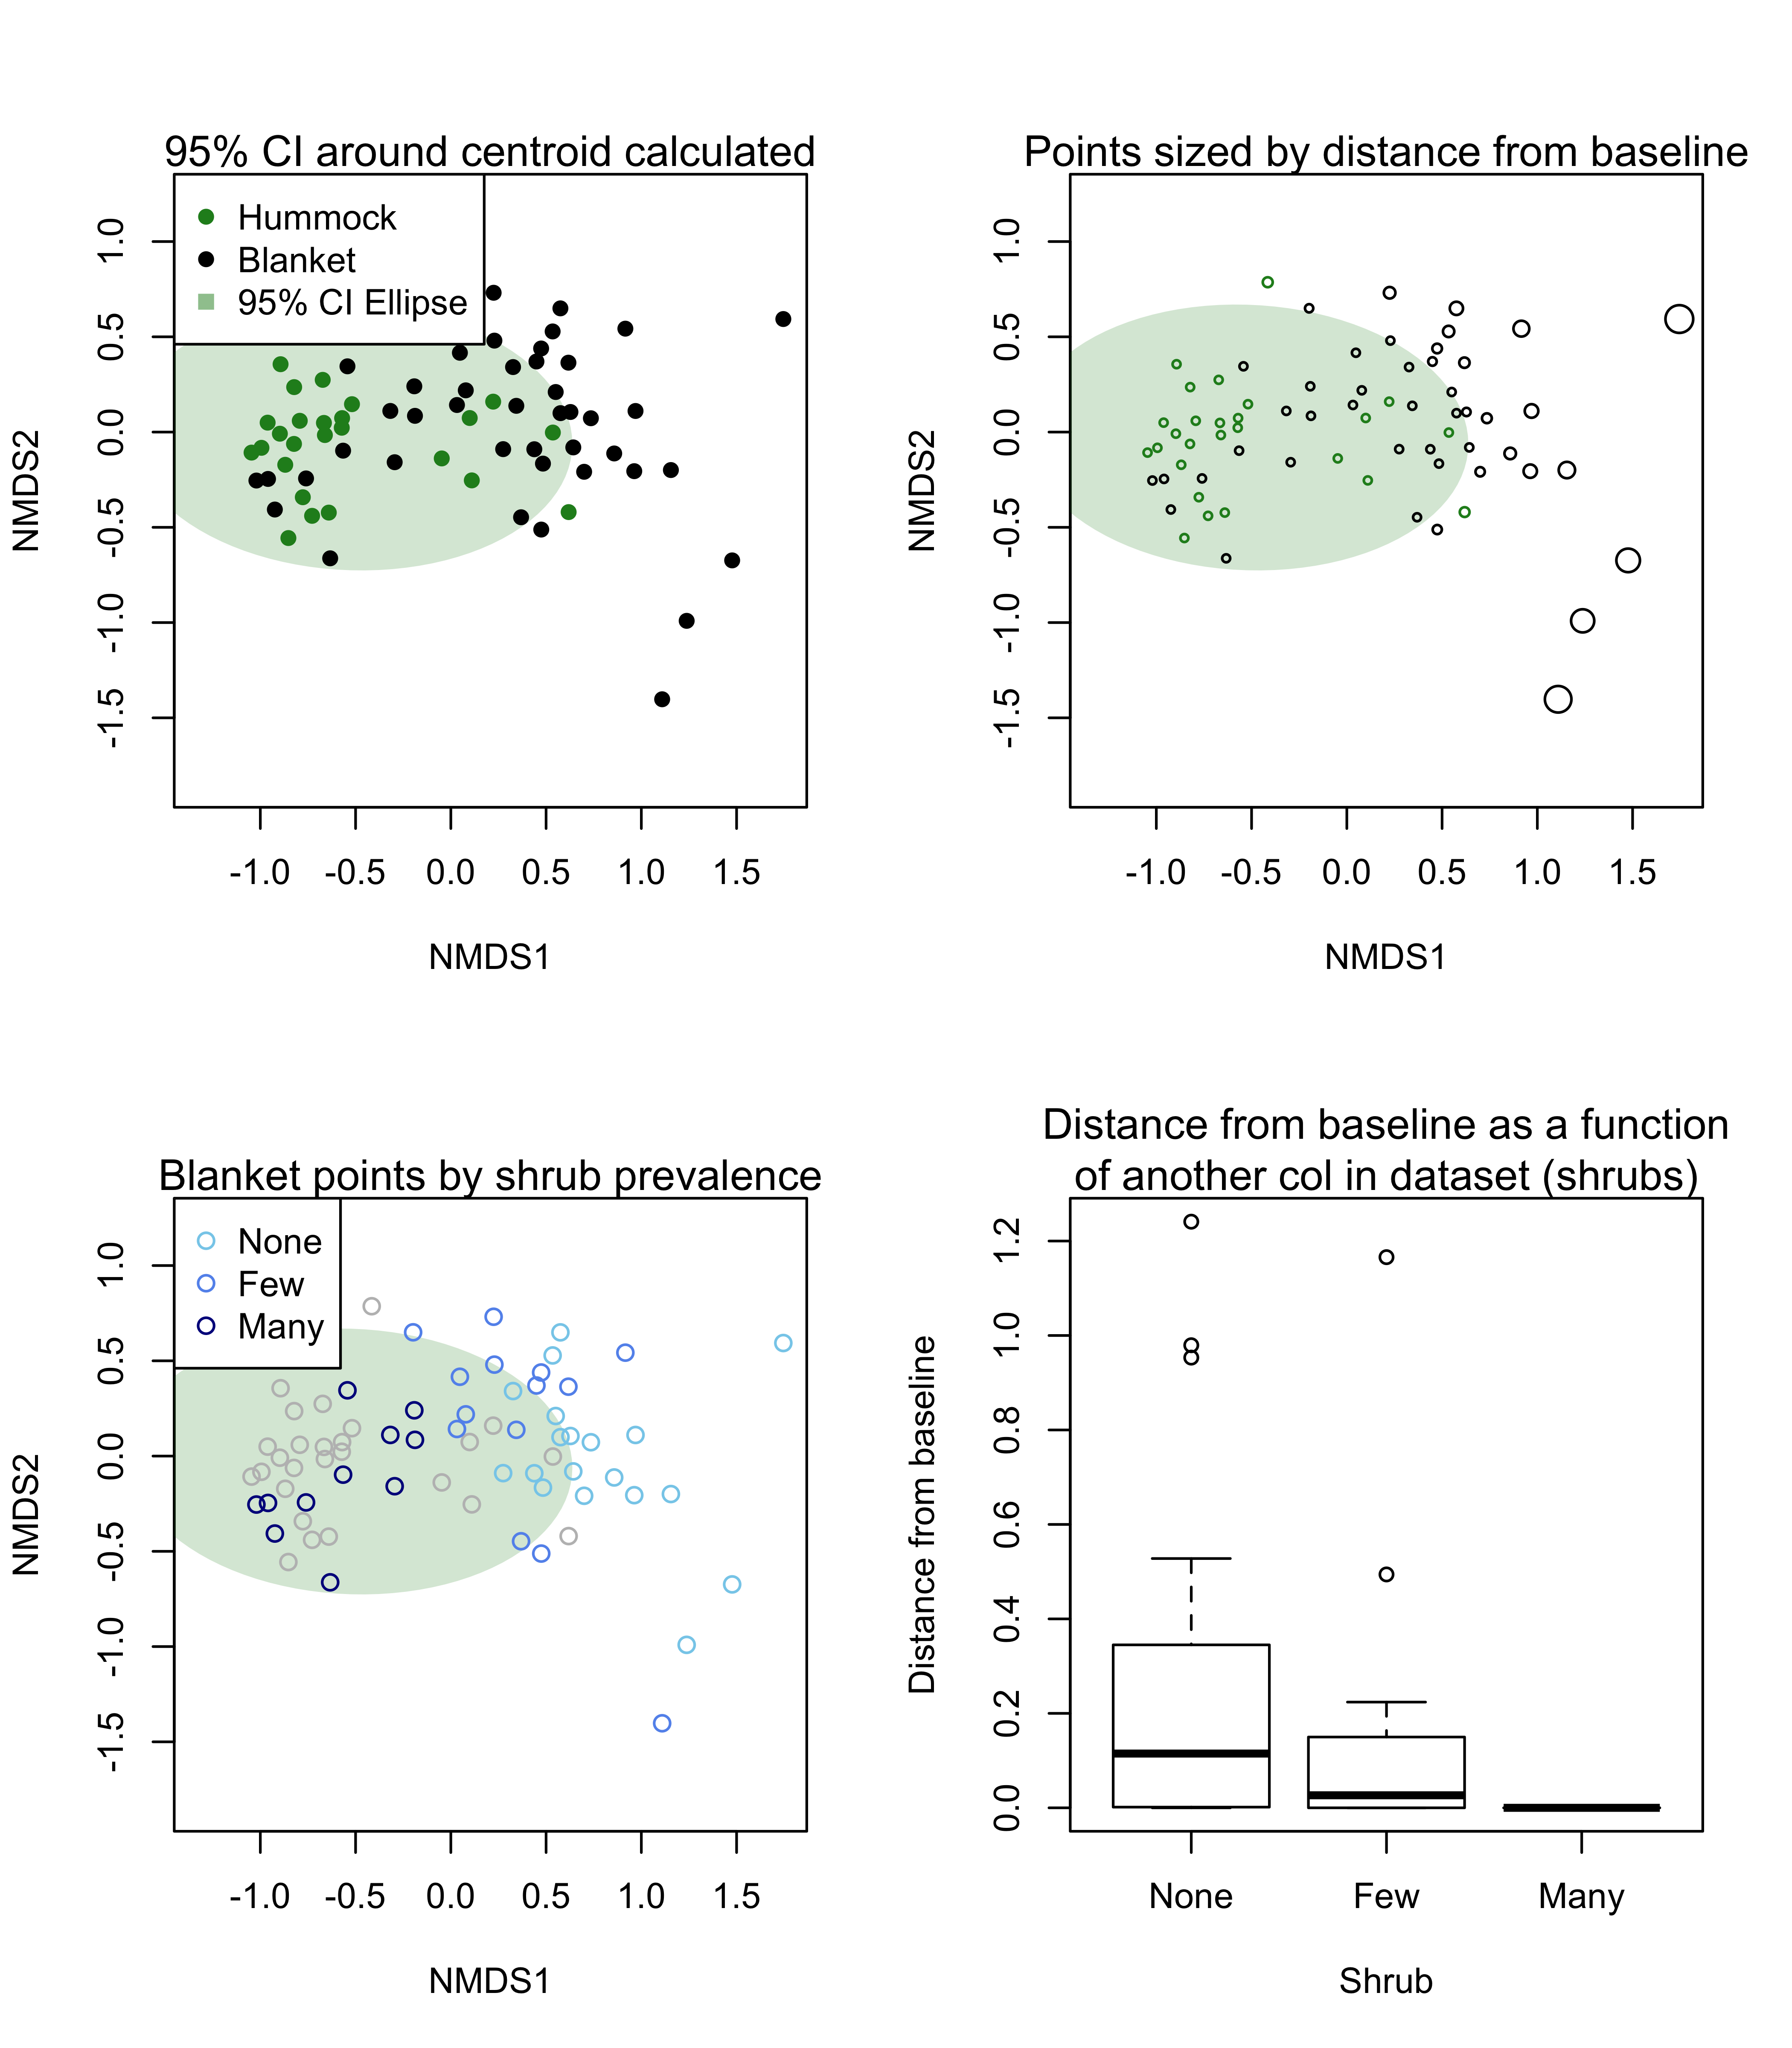 95% CI around centroid calculated
Hummock
Blanket
95% CI Ellipse
NMDS2
1.0
0.5
0.0
-0.5
-1.0
-1.5
-1.0 -0.5 0.0 0.5 1.0 1.5
NMDS1
Points sized by distance from baseline
NMDS2
1.0
0.5
0.0
-0.5
-1.0
-1.5
-1.0 -0.5 0.0 0.5 1.0 1.5
NMDS1
Blanket points by shrub prevalence
None
Few
Many
NMDS2
1.0
0.5
0.0
-0.5
-1.0
-1.5
-1.0 -0.5 0.0 0.5 1.0 1.5
NMDS1
Distance from baseline as a function
of another col in dataset (shrubs)
Distance from baseline
1.2
1.0
0.8
0.6
0.4
0.2
0.0
None Few Many
Shrub